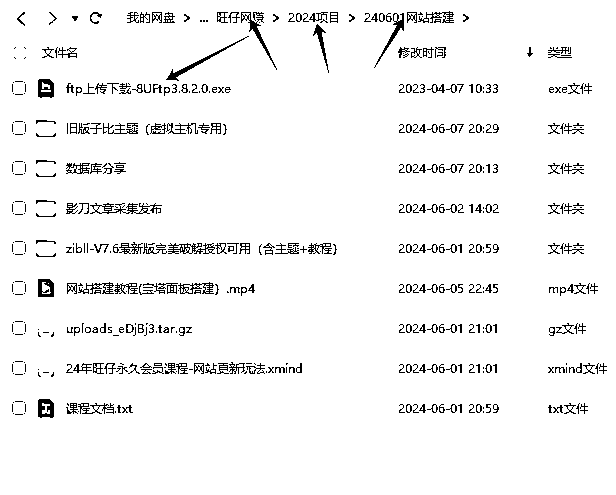 我的网盘 > ... 旺仔网赚 > 2024项目 > 240601网站搭建 >
文件名 修改时间 ↓ 类型
ftp上传下载-8UFtp3.8.2.0.exe 2023-04-07 10:33 exe文件
旧版子比主题（虚拟主机专用） 2024-06-07 20:29 文件夹
数据库分享 2024-06-07 20:13 文件夹
影刀文章采集发布 2024-06-02 14:02 文件夹
zibll-V7.6最新版完美破解授权可用（含主题+教程） 2024-06-01 20:59 文件夹
网站搭建教程(宝塔面板搭建）.mp4 2024-06-05 22:45 mp4文件
uploads_eDjBj3.tar.gz 2024-06-01 21:01 gz文件
24年旺仔永久会员课程-网站更新玩法.xmind 2024-06-01 21:01 xmind文件
课程文档.txt 2024-06-01 20:59 txt文件